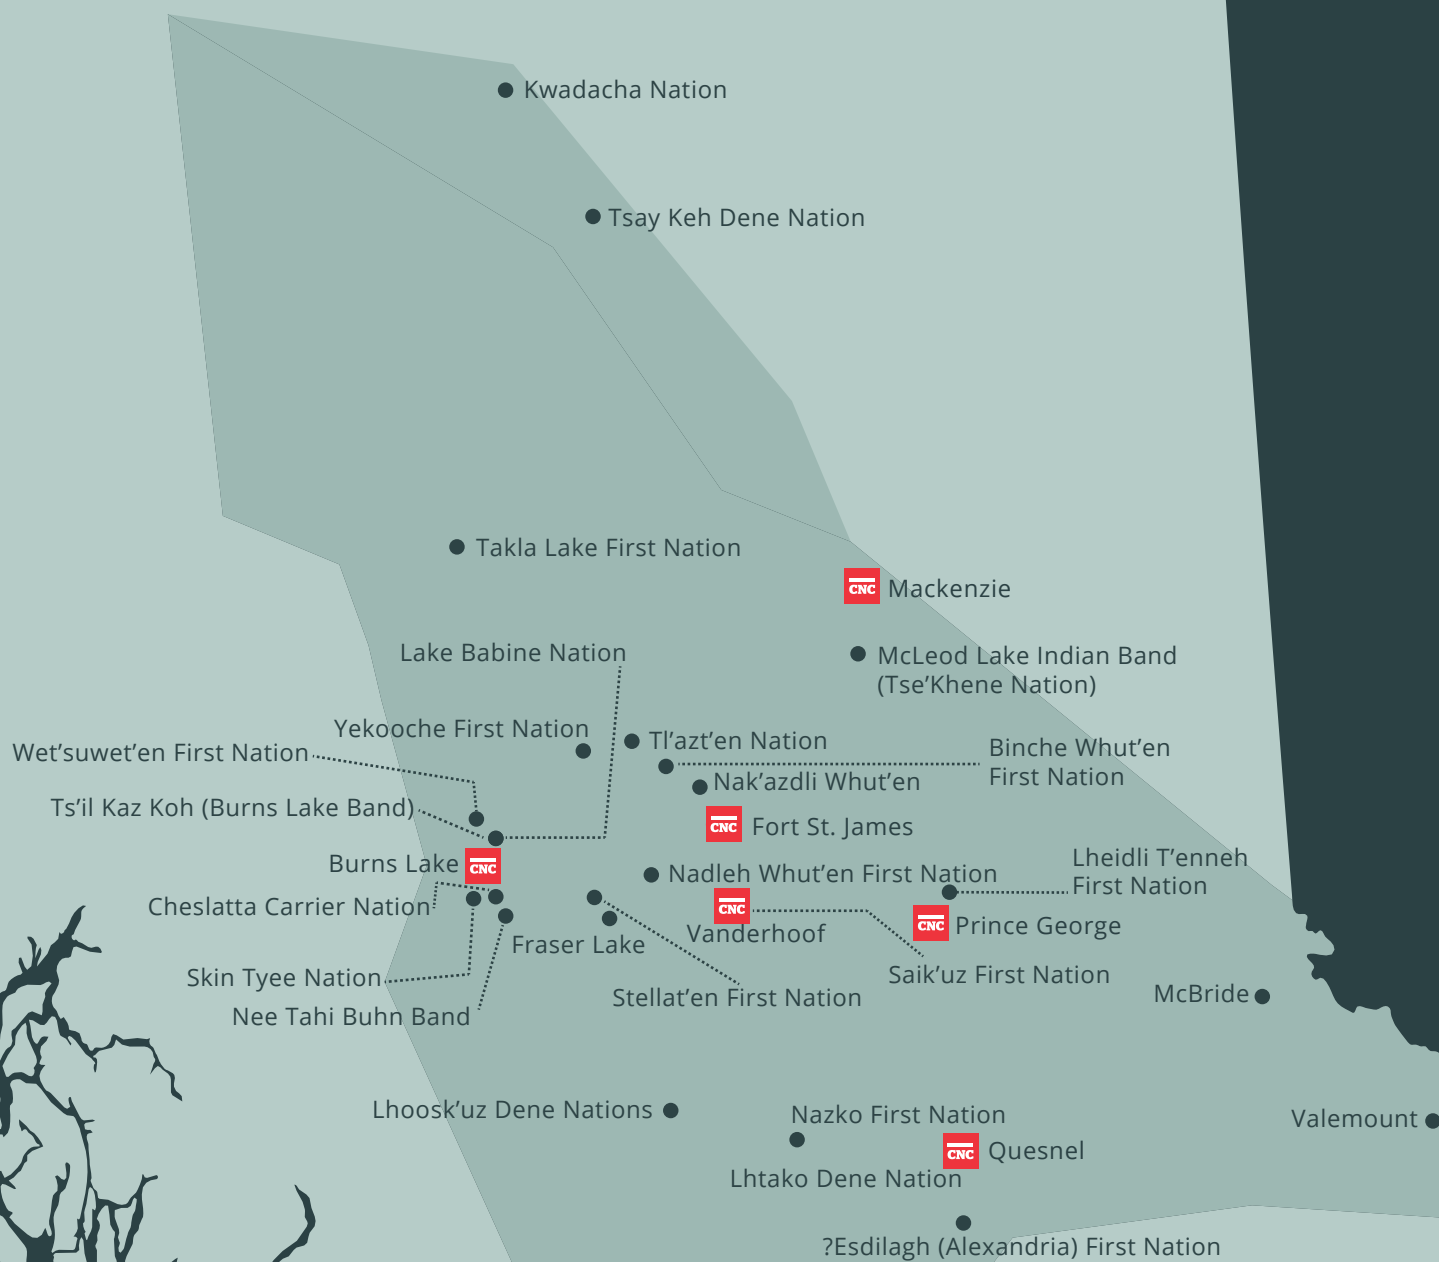 Kwadacha Nation
Tsay Keh Dene Nation
Takla Lake First Nation
CNC Mackenzie
Lake Babine Nation
McLeod Lake Indian Band
(Tse’Khene Nation)
Yekooche First Nation
Tl’azt’en Nation
Wet’suwet’en First Nation
Binche Whut’en
First Nation
Nak’azdli Whut’en
Ts’il Kaz Koh (Burns Lake Band)
CNC Fort St. James
Burns Lake CNC
Nadleh Whut’en First Nation
Lheidli T’enneh
First Nation
Cheslatta Carrier Nation
CNC
Vanderhoof
CNC Prince George
Fraser Lake
Skin Tyee Nation
Saik’uz First Nation
Stellat’en First Nation
McBride
Nee Tahi Buhn Band
Lhoosk’uz Dene Nations
Nazko First Nation
Valemount
CNC Quesnel
Lhtako Dene Nation
?Esdilagh (Alexandria) First Nation